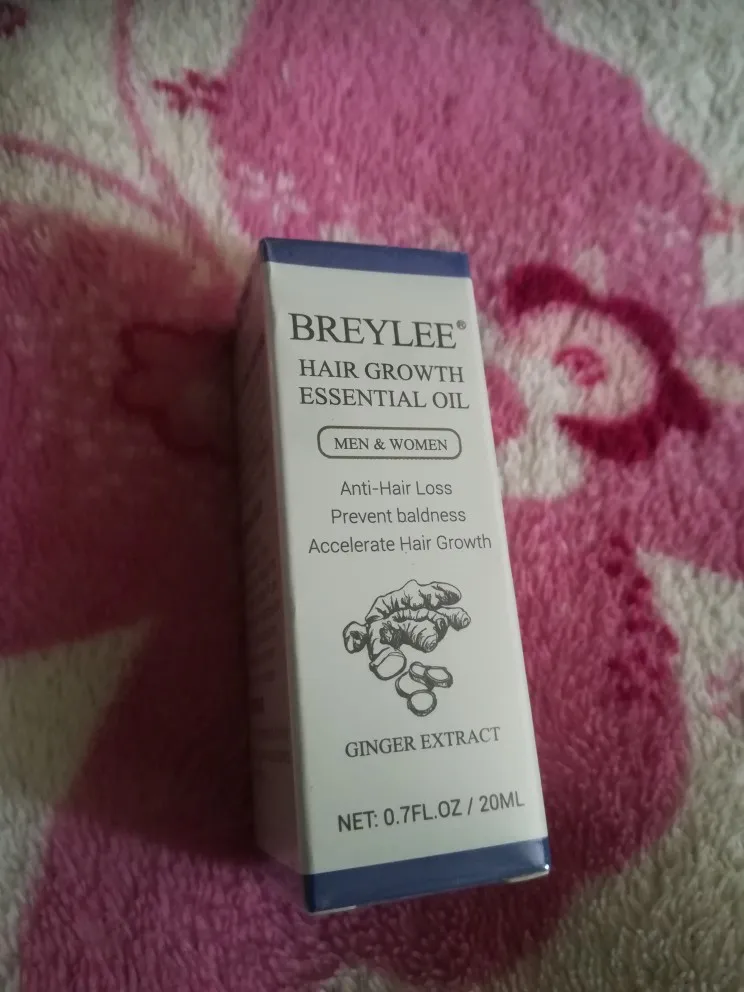 BREYLEE®
HAIR GROWTH
ESSENTIAL OIL
MEN & WOMEN
Anti-Hair Loss
Prevent baldness
Accelerate Hair Growth
GINGER EXTRACT
NET: 0.7FL.OZ / 20ML